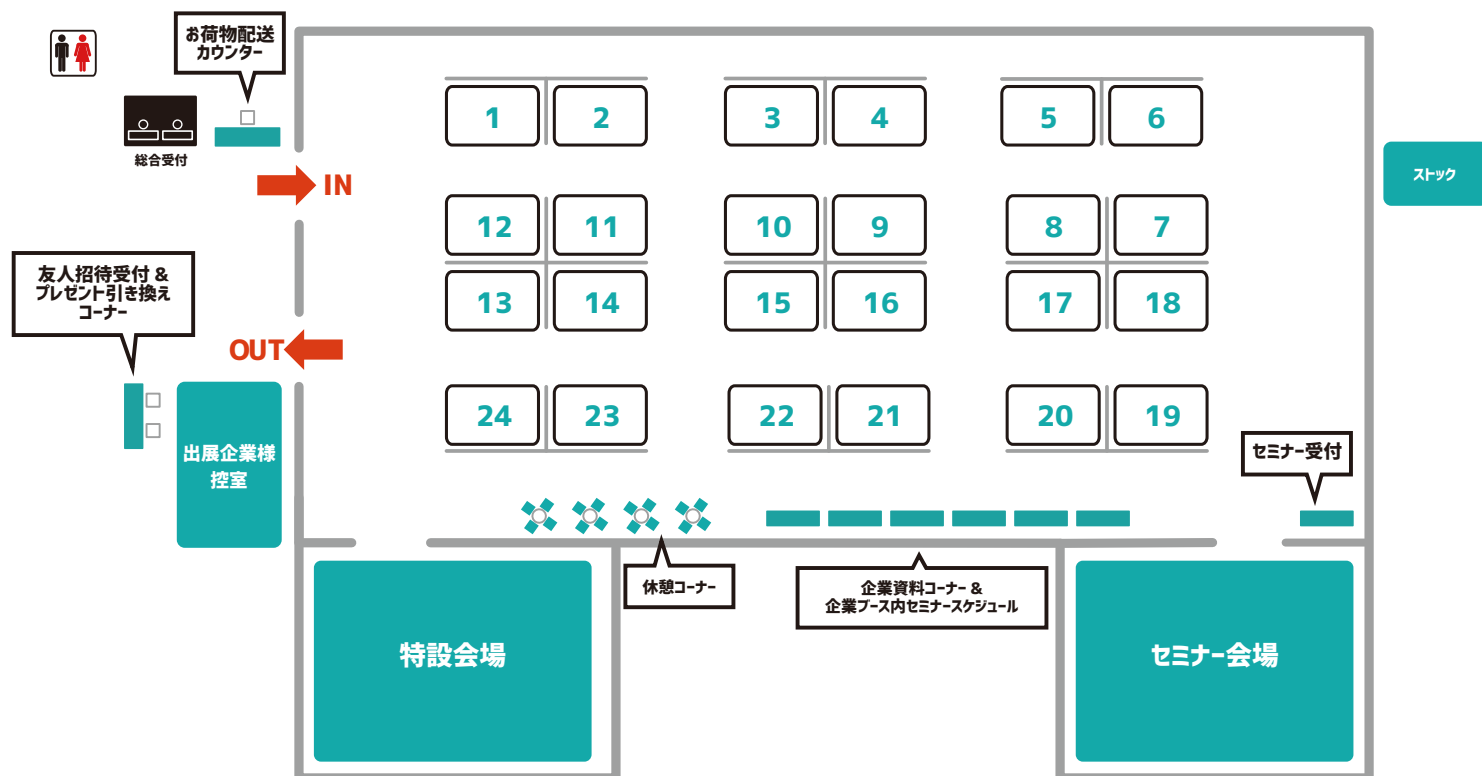 お荷物配送
カウンター
総合受付
IN
友人招待受付 &
プレゼント引き換え
コーナー
OUT
出展企業様
控室
1
2
3
4
5
6
12
11
10
9
8
7
13
14
15
16
17
18
24
23
22
21
20
19
ストック
セミナー受付
休憩コーナー
企業資料コーナー &
企業ブース内セミナースケジュール
特設会場
セミナー会場